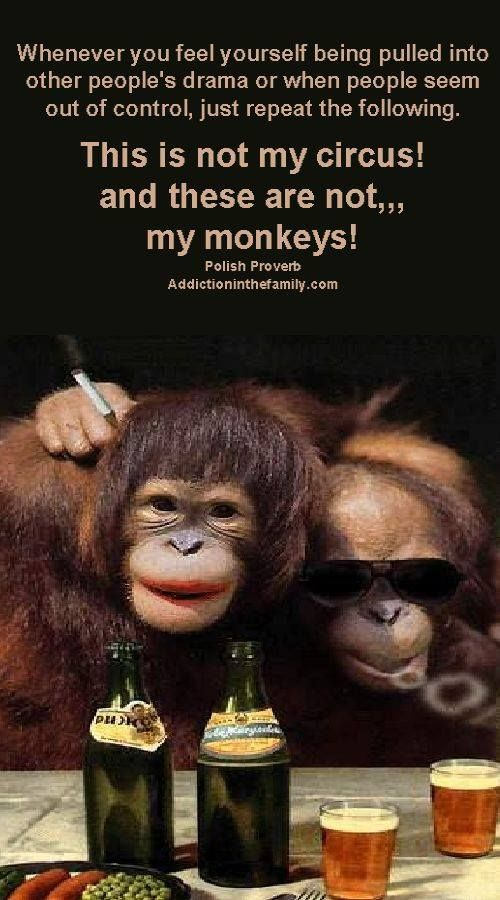 Whenever you feel yourself being pulled into
other people's drama or when people seem
out of control, just repeat the following.
This is not my circus!
and these are not,,,
my monkeys!
Polish Proverb
Addictioninthefamily.com